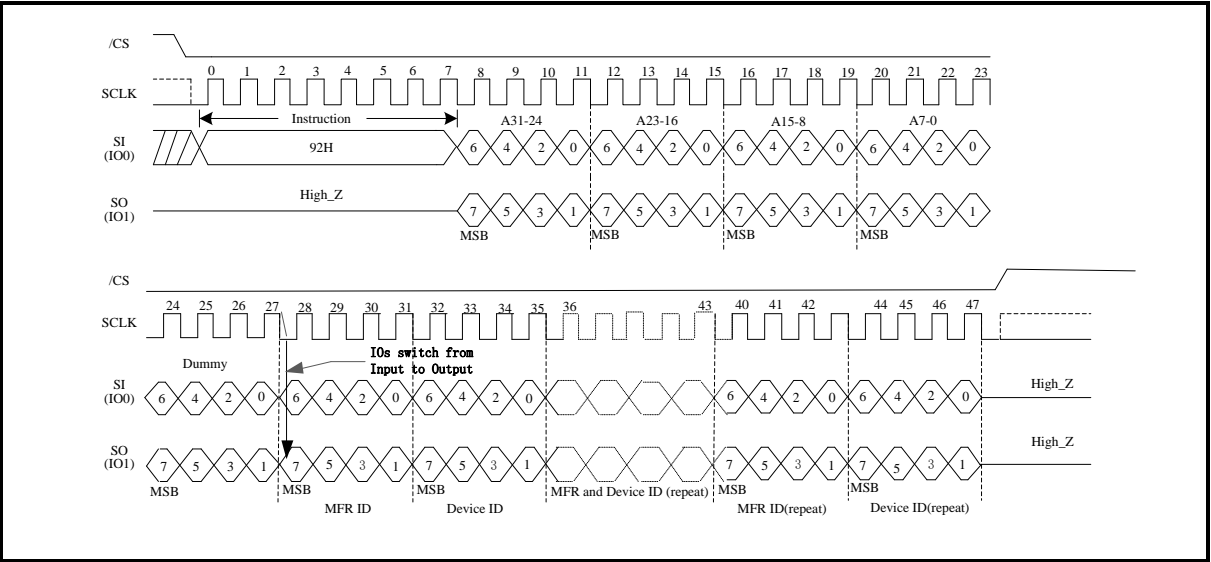 /CS
0 1 2 3 4 5 6 7 8 9 10 11 12 13 14 15 16 17 18 19 20 21 22 23
SCLK
Instruction A31-24 A23-16 A15-8 A7-0
SI
(IO0)
92H 6 4 2 0 6 4 2 0 6 4 2 0 6 4 2 0
High_Z
SO
(IO1)
7 5 3 1 7 5 3 1 7 5 3 1 7 5 3 1
MSB MSB MSB MSB
/CS
24 25 26 27 28 29 30 31 32 33 34 35 36 43 40 41 42 44 45 46 47
SCLK
IOs switch from
Input to Output
Dummy
SI
(IO0)
6 4 2 0 6 4 2 0 6 4 2 0 6 4 2 0 6 4 2 0 High_Z
SO
(IO1)
7 5 3 1 7 5 3 1 7 5 3 1 7 5 3 1 7 5 3 1 High_Z
MSB MSB MSB MFR and Device ID (repeat) MSB MSB
MFR ID Device ID MFR ID(repeat) Device ID(repeat)